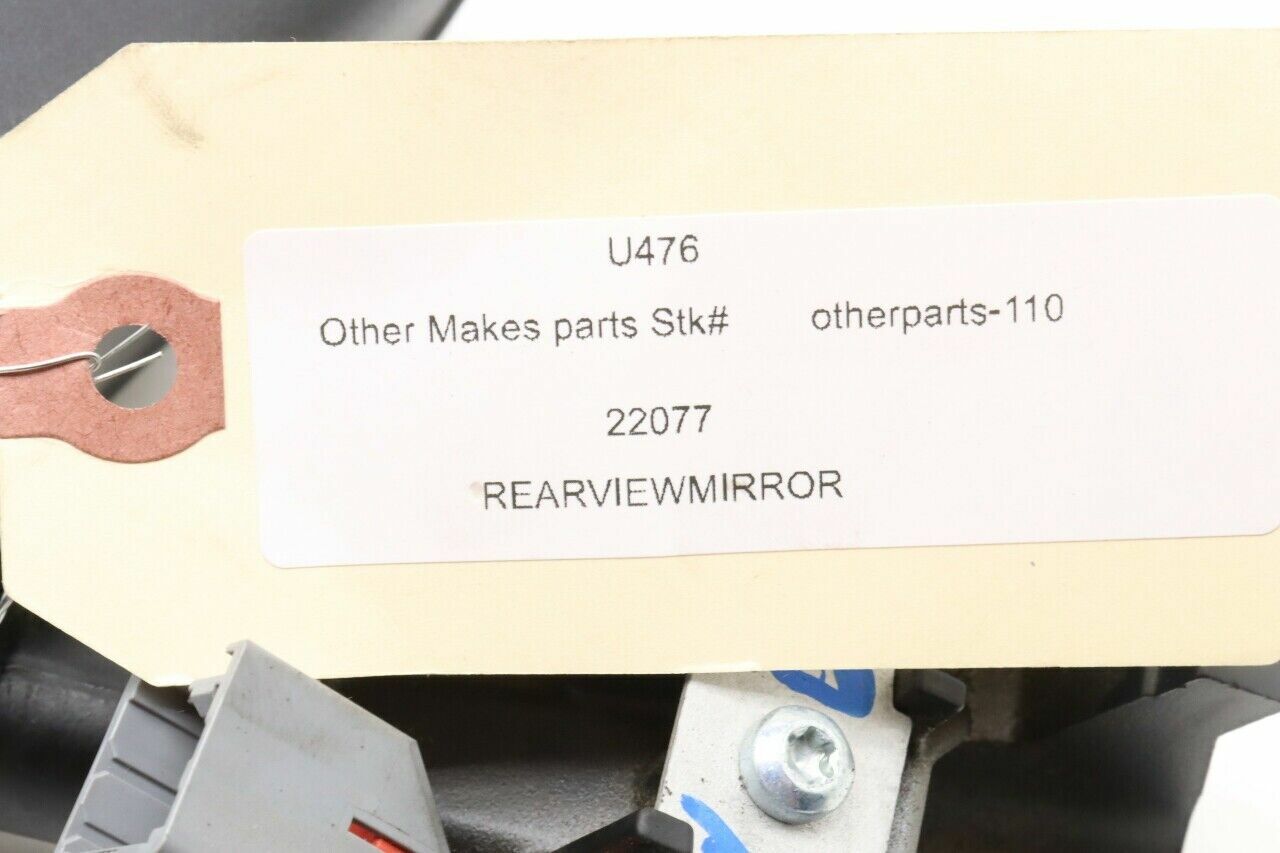 U476
Other Makes parts Stk# otherparts-110
22077
REARVIEWMIRROR